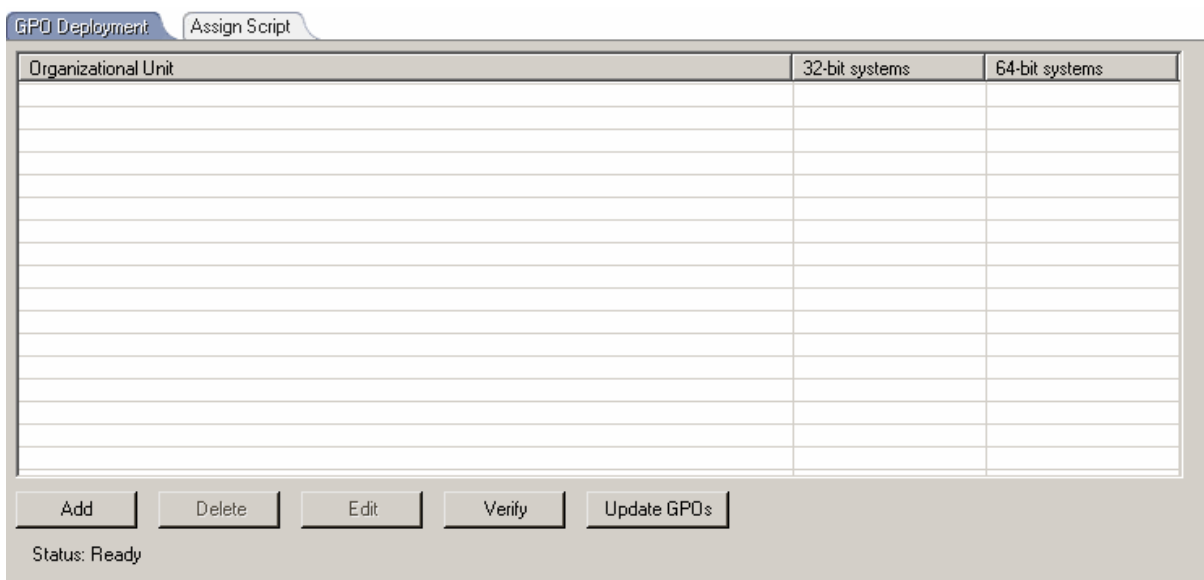 GPO Deployment Assign Script
Organizational Unit 32-bit systems 64-bit systems
Add Delete Edit Verify Update GPOs
Status: Ready